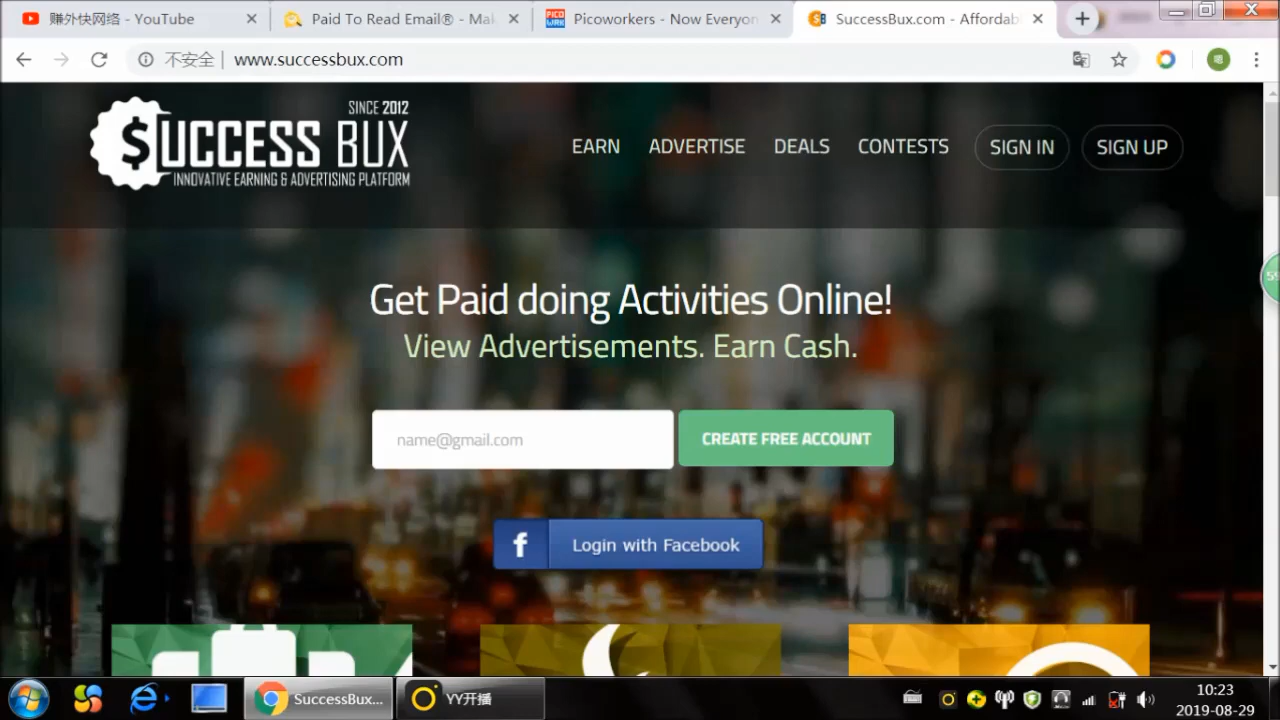 赚外快网络 - YouTube
Paid To Read Email® - Mak
Picoworkers - Now Everyon
SuccessBux.com - Affordab
不安全 | www.successbux.com
SINCE 2012
$UCCESS BUX
INNOVATIVE EARNING & ADVERTISING PLATFORM
EARN
ADVERTISE
DEALS
CONTESTS
SIGN IN
SIGN UP
Get Paid doing Activities Online!
View Advertisements. Earn Cash.
name@gmail.com
CREATE FREE ACCOUNT
f
Login with Facebook
SuccessBux...
YY开播
10:23
2019-08-29